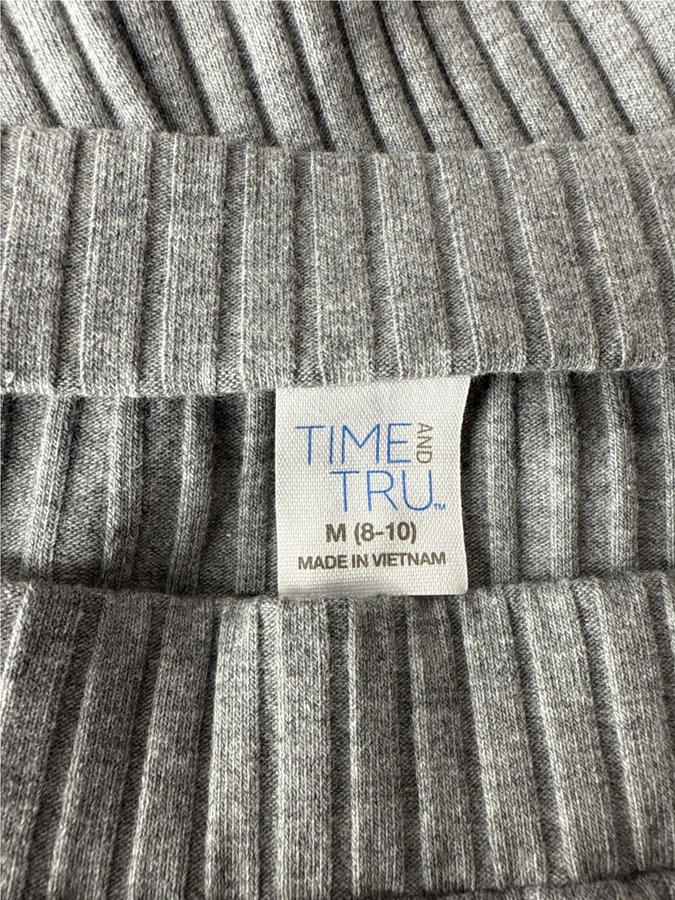 TIME AND
TRU™
M (8-10)
MADE IN VIETNAM